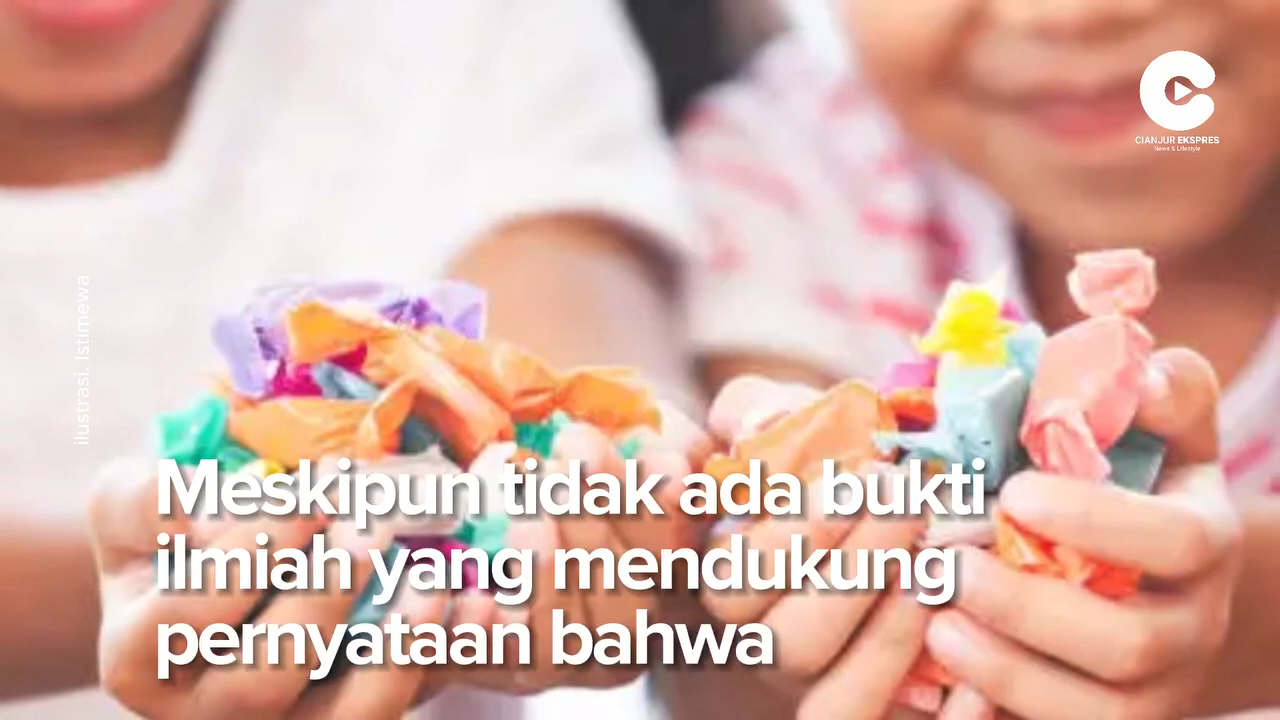 CIANJUR EKSPRES
News & Lifestyle
ilustrasi. Istimewa
Meskipun tidak ada bukti
ilmiah yang mendukung
pernyataan bahwa